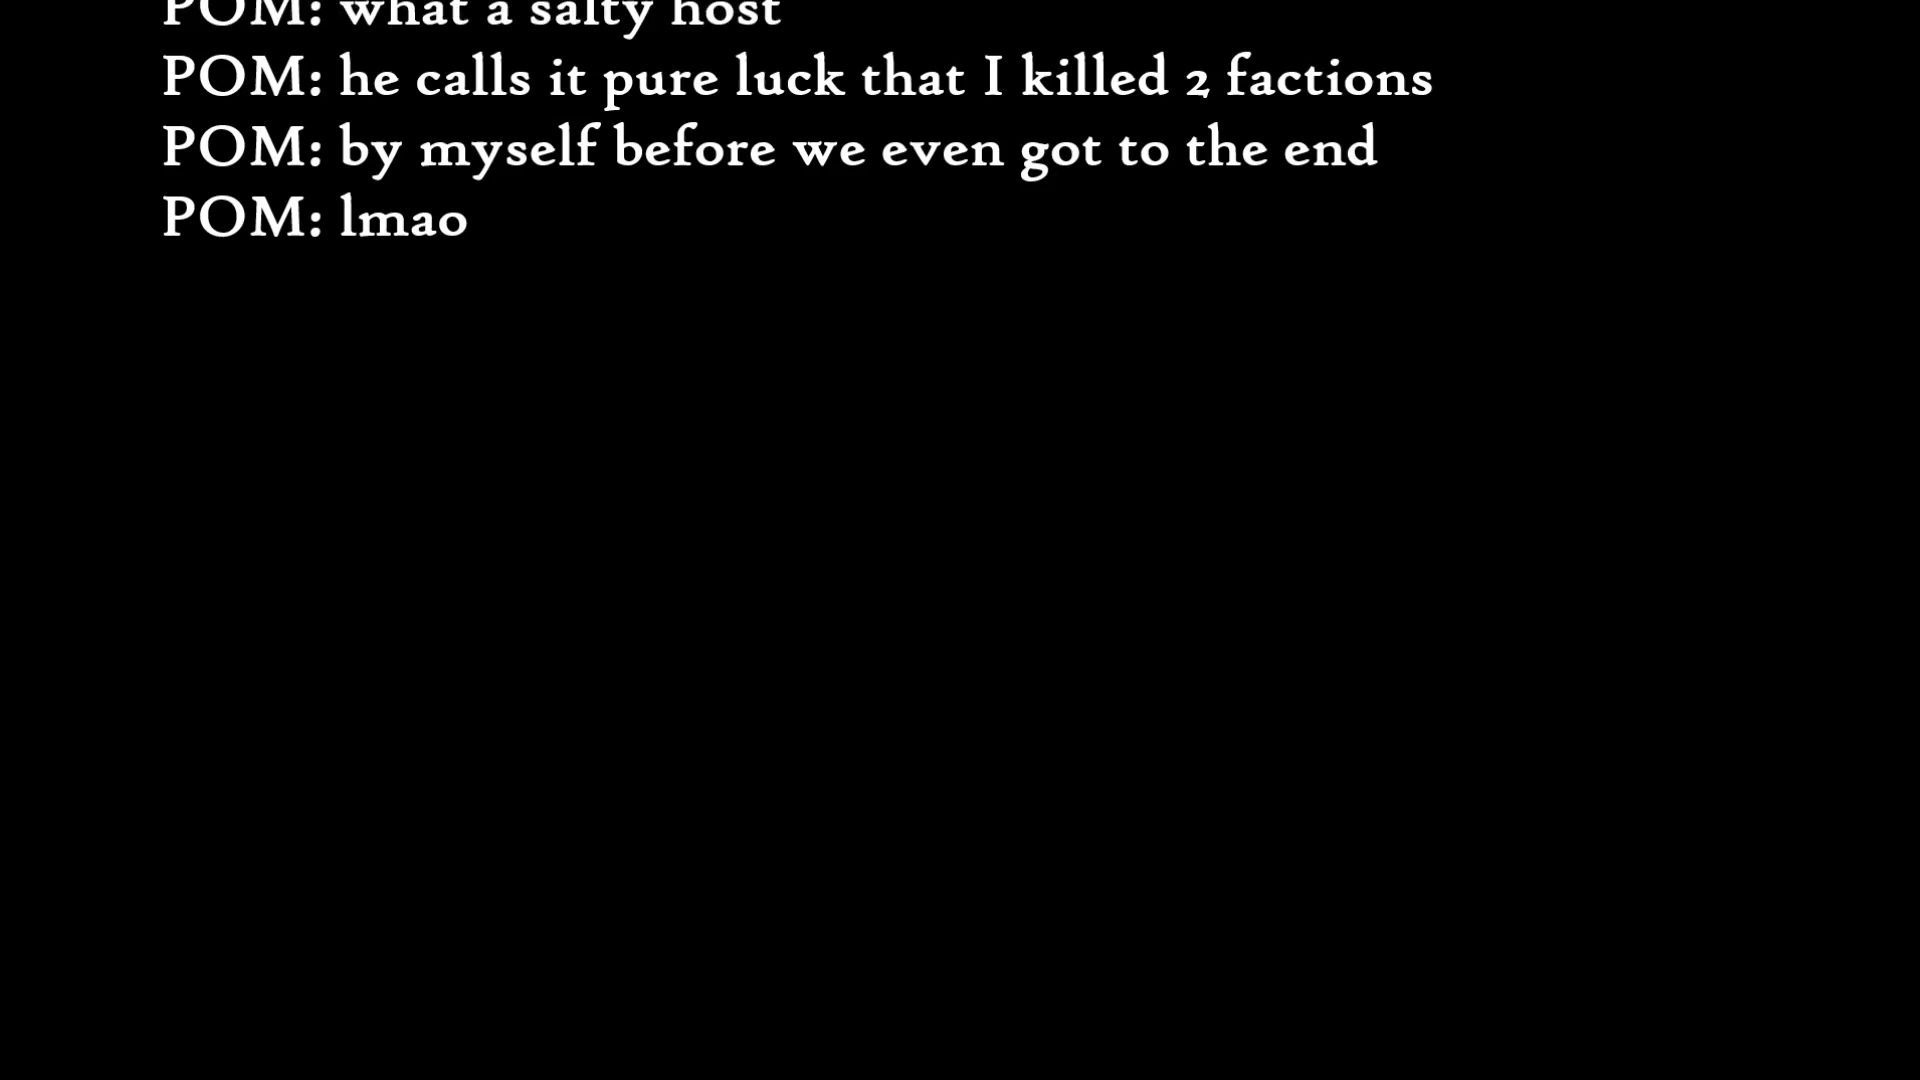 POM: what a salty host
POM: he calls it pure luck that I killed 2 factions
POM: by myself before we even got to the end
POM: lmao